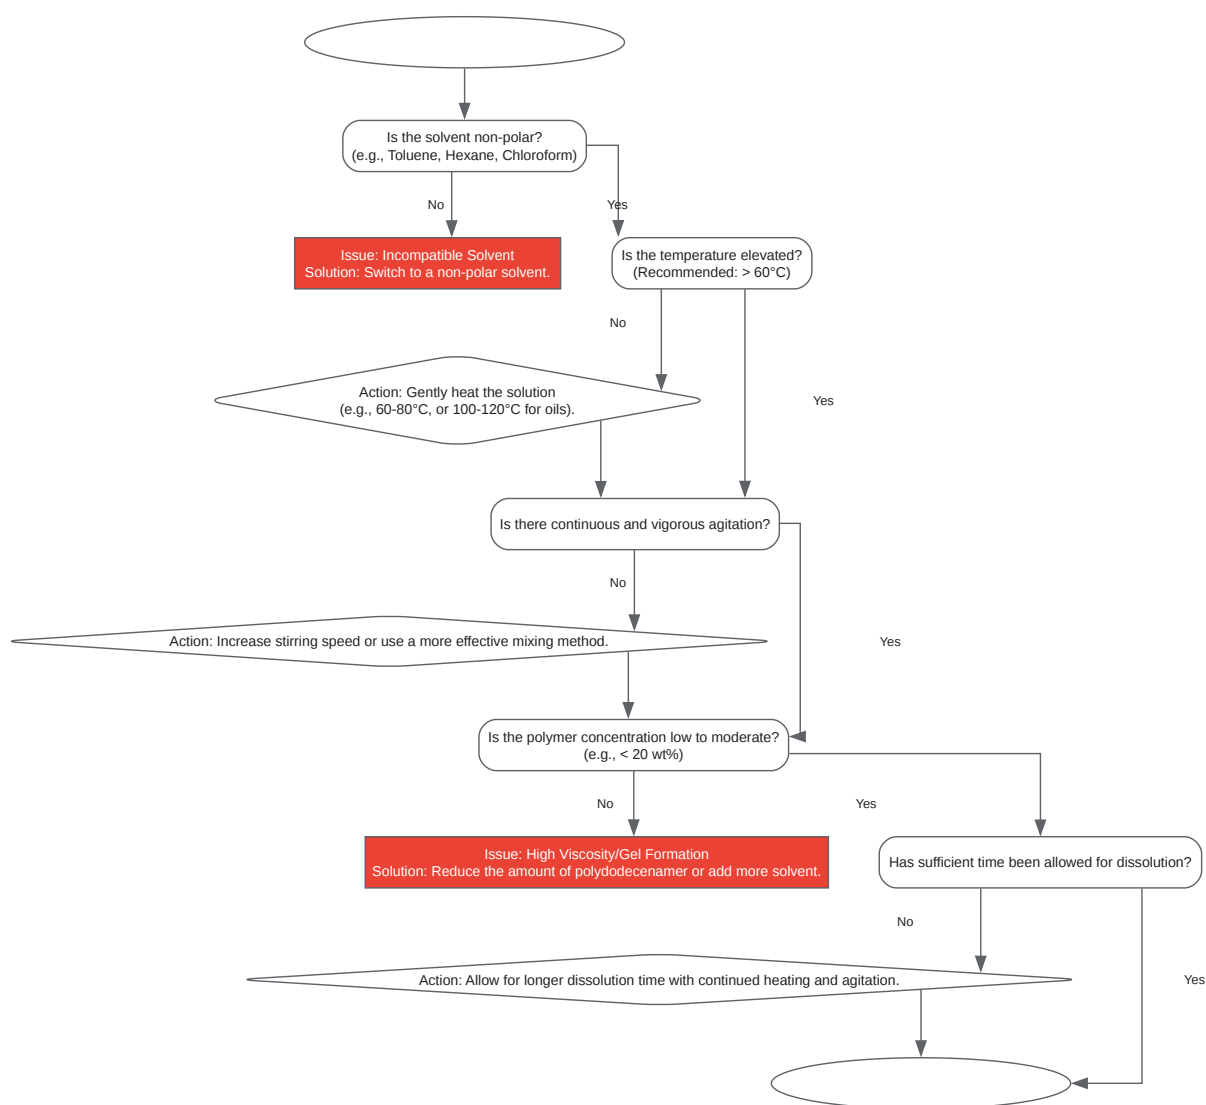 Is the solvent non-polar?
(e.g., Toluene, Hexane, Chloroform)
No
Yes
Issue: Incompatible Solvent
Solution: Switch to a non-polar solvent.
Is the temperature elevated?
(Recommended: > 60°C)
No
Action: Gently heat the solution
(e.g., 60-80°C, or 100-120°C for oils).
Yes
Is there continuous and vigorous agitation?
No
Action: Increase stirring speed or use a more effective mixing method.
Yes
Is the polymer concentration low to moderate?
(e.g., < 20 wt%)
No
Yes
Issue: High Viscosity/Gel Formation
Solution: Reduce the amount of polydodecenamer or add more solvent.
Has sufficient time been allowed for dissolution?
No
Action: Allow for longer dissolution time with continued heating and agitation.
Yes